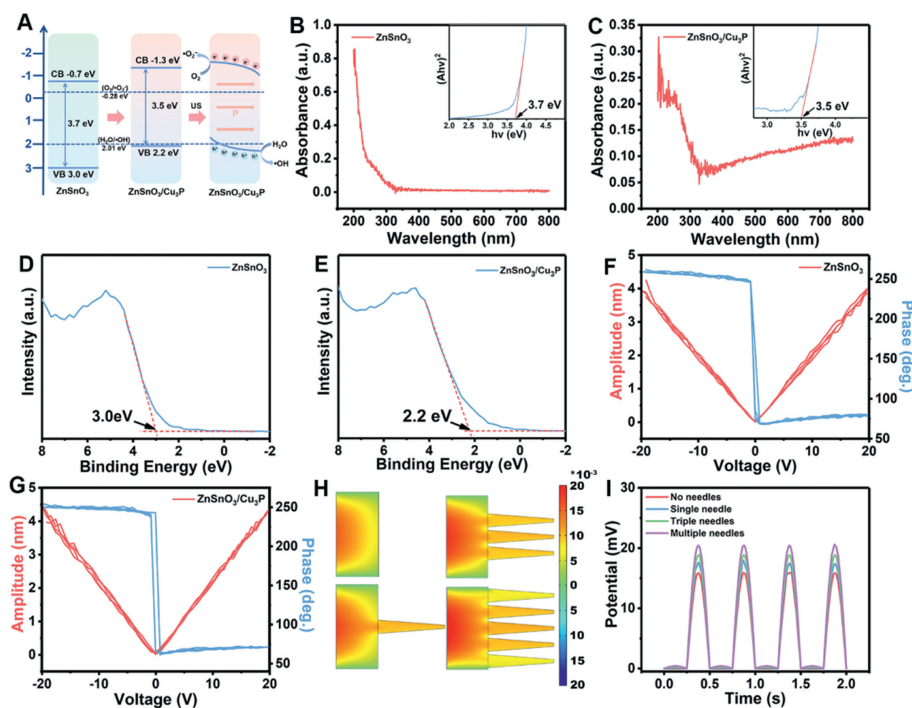 A
-2
-1
0
1
2
3
CB -0.7 eV
3.7 eV
VB 3.0 eV
ZnSnO₃
(O₂/•O₂⁻)
-0.28 eV
(H₂O/•OH)
2.01 eV
CB -1.3 eV
3.5 eV
VB 2.2 eV
ZnSnO₃/Cu₃P
US
•O₂⁻
O₂
P
H₂O
•OH
ZnSnO₃/Cu₃P
B
ZnSnO₃
Absorbance (a.u.)
1.0
0.8
0.6
0.4
0.2
0.0
200 300 400 500 600 700 800
Wavelength (nm)
(Ahv)²
3.7 eV
2.0 2.5 3.0 3.5 4.0 4.5
hv (eV)
C
ZnSnO₃/Cu₃P
Absorbance (a.u.)
0.35
0.30
0.25
0.20
0.15
0.10
0.05
0.00
200 300 400 500 600 700 800
Wavelength (nm)
(Ahv)²
3.5 eV
3.0 3.5 4.0
hv (eV)
D
ZnSnO₃
Intensity (a.u.)
3.0eV
8 6 4 2 0 -2
Binding Energy (eV)
E
ZnSnO₃/Cu₃P
Intensity (a.u.)
2.2 eV
8 6 4 2 0 -2
Binding Energy (eV)
F
ZnSnO₃
Amplitude (nm)
5
4
3
2
1
0
Phase (deg.)
250
200
150
100
50
-20 -10 0 10 20
Voltage (V)
G
ZnSnO₃/Cu₃P
Amplitude (nm)
5
4
3
2
1
0
Phase (deg.)
250
200
150
100
50
-20 -10 0 10 20
Voltage (V)
H
*10⁻³
20
15
10
5
0
5
10
15
20
I
No needles
Single needle
Triple needles
Multiple needles
Potential (mV)
30
20
10
0
0.0 0.5 1.0 1.5 2.0
Time (s)